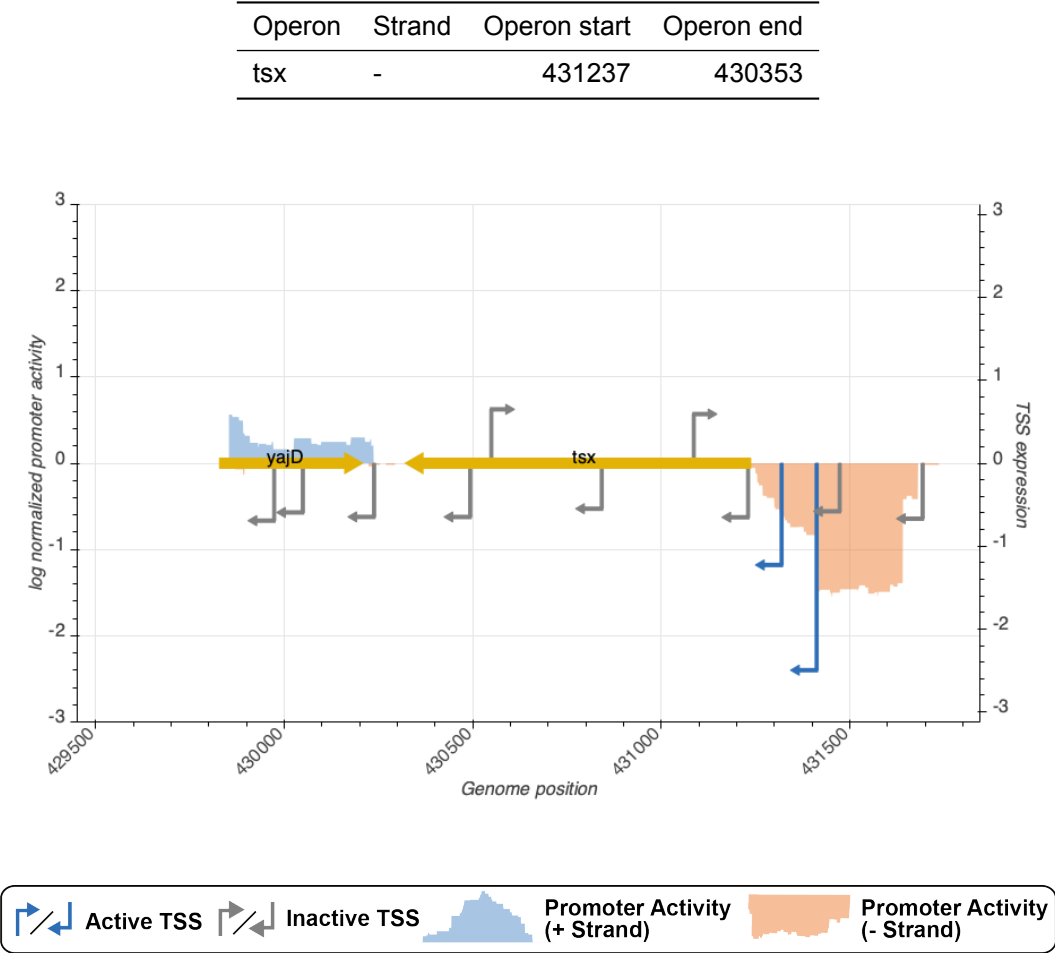 Operon Strand Operon start Operon end
tsx - 431237 430353
3
2
1
0
-1
-2
-3
log normalized promoter activity
3
2
1
0
-1
-2
-3
TSS expression
yajD
tsx
429500 430000 430500 431000 431500
Genome position
Active TSS
Inactive TSS
Promoter Activity
(+ Strand)
Promoter Activity
(- Strand)